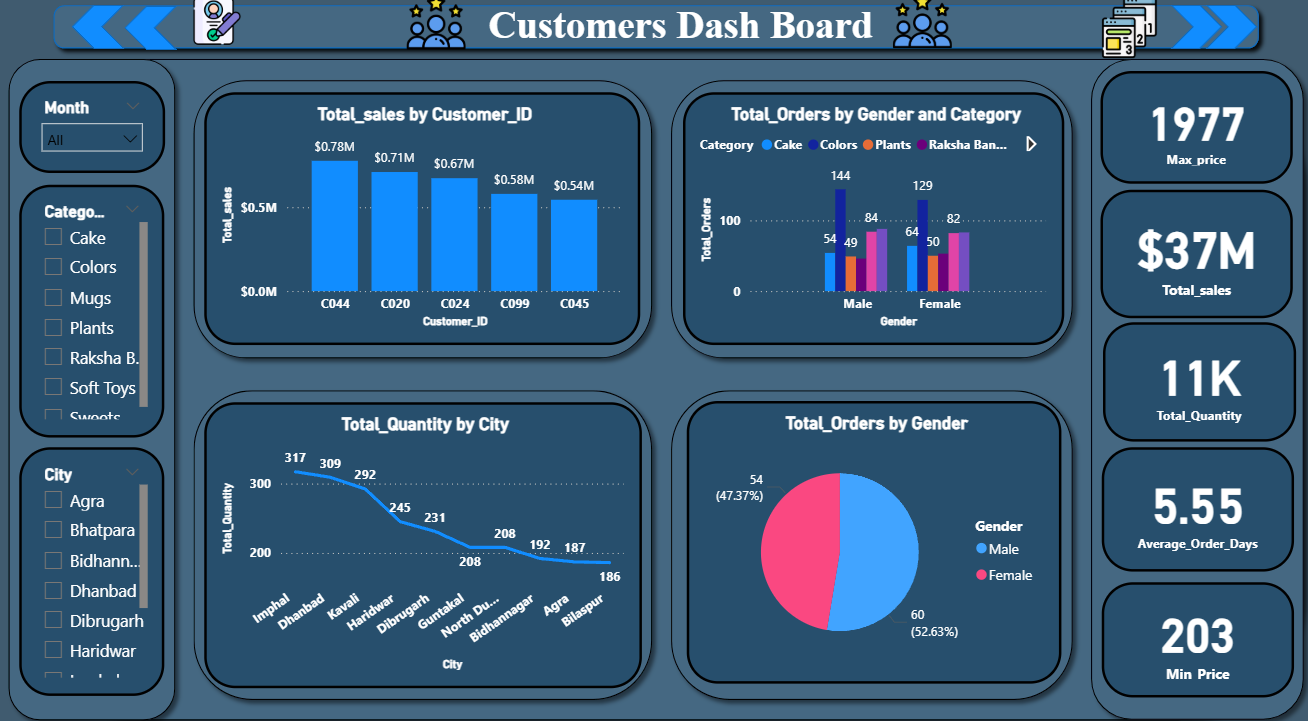 Customers Dash Board
Month
All
Catego...
Cake
Colors
Mugs
Plants
Raksha B.
Soft Toys
Sweets
City
Agra
Bhatpara
Bidhann...
Dhanbad
Dibrugarh
Haridwar
Total_sales by Customer_ID
Total_sales
$0.5M
$0.0M
$0.78M
$0.71M
$0.67M
$0.58M
$0.54M
C044
C020
C024
C099
C045
Customer_ID
Total_Orders by Gender and Category
Category Cake Colors Plants Raksha Ban...
Total_Orders
100
0
144
54
49
84
129
64
50
82
Male
Female
Gender
Total_Quantity by City
Total_Quantity
300
200
317
309
292
245
231
208
208
192
187
186
Imphal
Dhanbad
Kavali
Haridwar
Dibrugarh
Guntakal
North Du...
Bidhannagar
Agra
Bilaspur
City
Total_Orders by Gender
54
(47.37%)
60
(52.63%)
Gender
Male
Female
1977
Max_price
$37M
Total_sales
11K
Total_Quantity
5.55
Average_Order_Days
203
Min Price
1
2
3